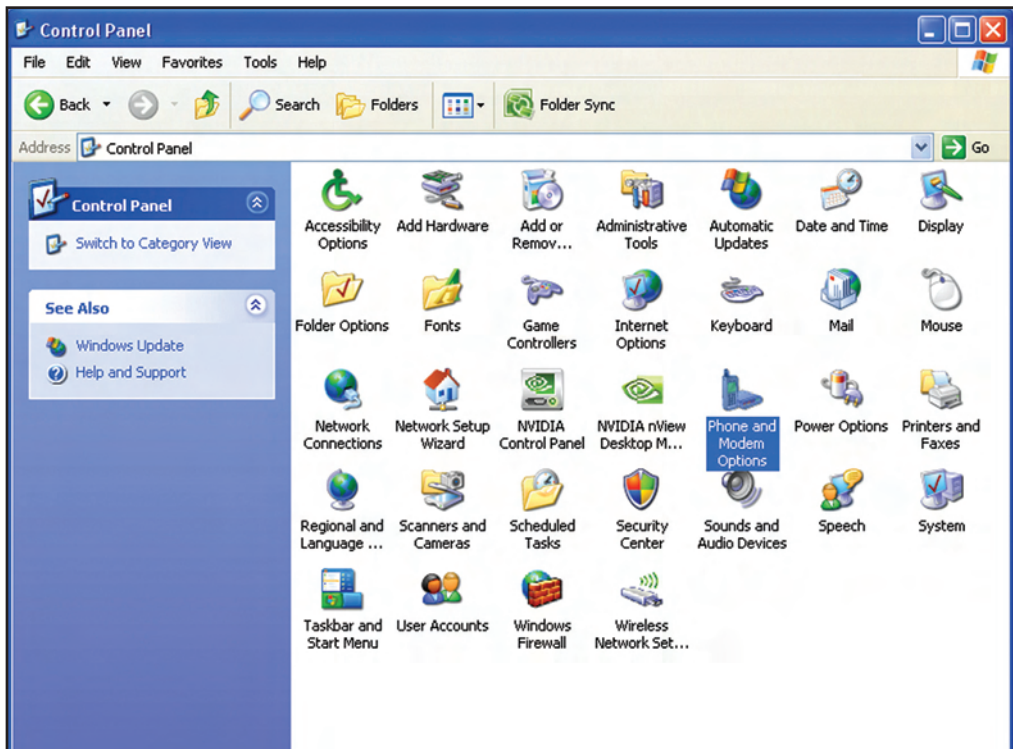 Control Panel
File Edit View Favorites Tools Help
Back Search Folders Folder Sync
Address Control Panel Go
Control Panel
Switch to Category View
See Also
Windows Update
Help and Support
Accessibility Options
Add Hardware
Add or Remov...
Administrative Tools
Automatic Updates
Date and Time
Display
Folder Options
Fonts
Game Controllers
Internet Options
Keyboard
Mail
Mouse
Network Connections
Network Setup Wizard
NVIDIA Control Panel
NVIDIA nView Desktop M...
Phone and Modem Options
Power Options
Printers and Faxes
Regional and Language ...
Scanners and Cameras
Scheduled Tasks
Security Center
Sounds and Audio Devices
Speech
System
Taskbar and Start Menu
User Accounts
Windows Firewall
Wireless Network Set...